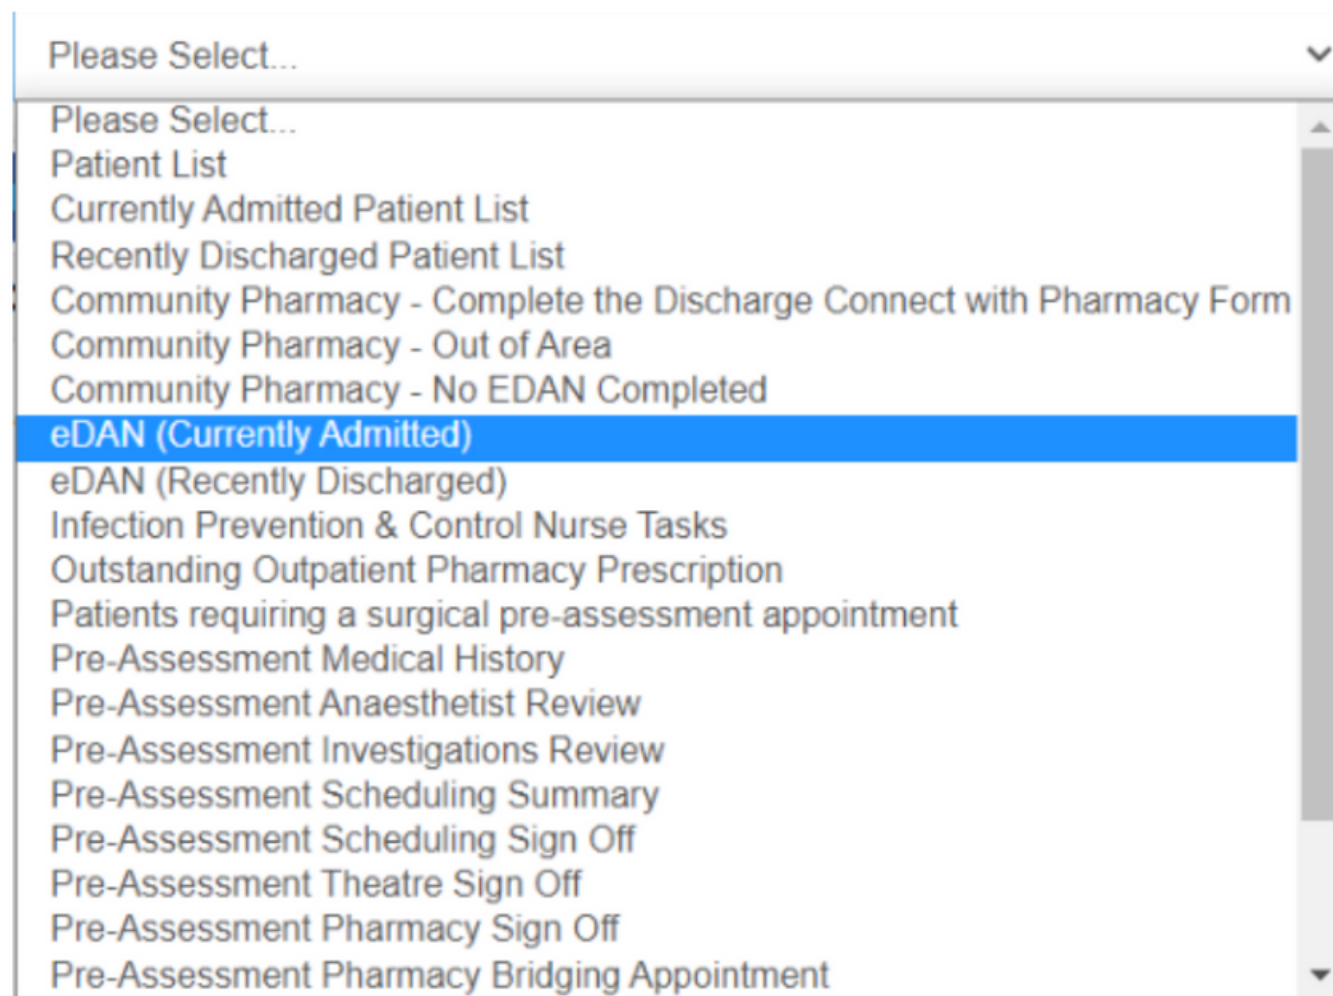 Please Select...
Please Select...
Patient List
Currently Admitted Patient List
Recently Discharged Patient List
Community Pharmacy - Complete the Discharge Connect with Pharmacy Form
Community Pharmacy - Out of Area
Community Pharmacy - No EDAN Completed
eDAN (Currently Admitted)
eDAN (Recently Discharged)
Infection Prevention & Control Nurse Tasks
Outstanding Outpatient Pharmacy Prescription
Patients requiring a surgical pre-assessment appointment
Pre-Assessment Medical History
Pre-Assessment Anaesthetist Review
Pre-Assessment Investigations Review
Pre-Assessment Scheduling Summary
Pre-Assessment Scheduling Sign Off
Pre-Assessment Theatre Sign Off
Pre-Assessment Pharmacy Sign Off
Pre-Assessment Pharmacy Bridging Appointment